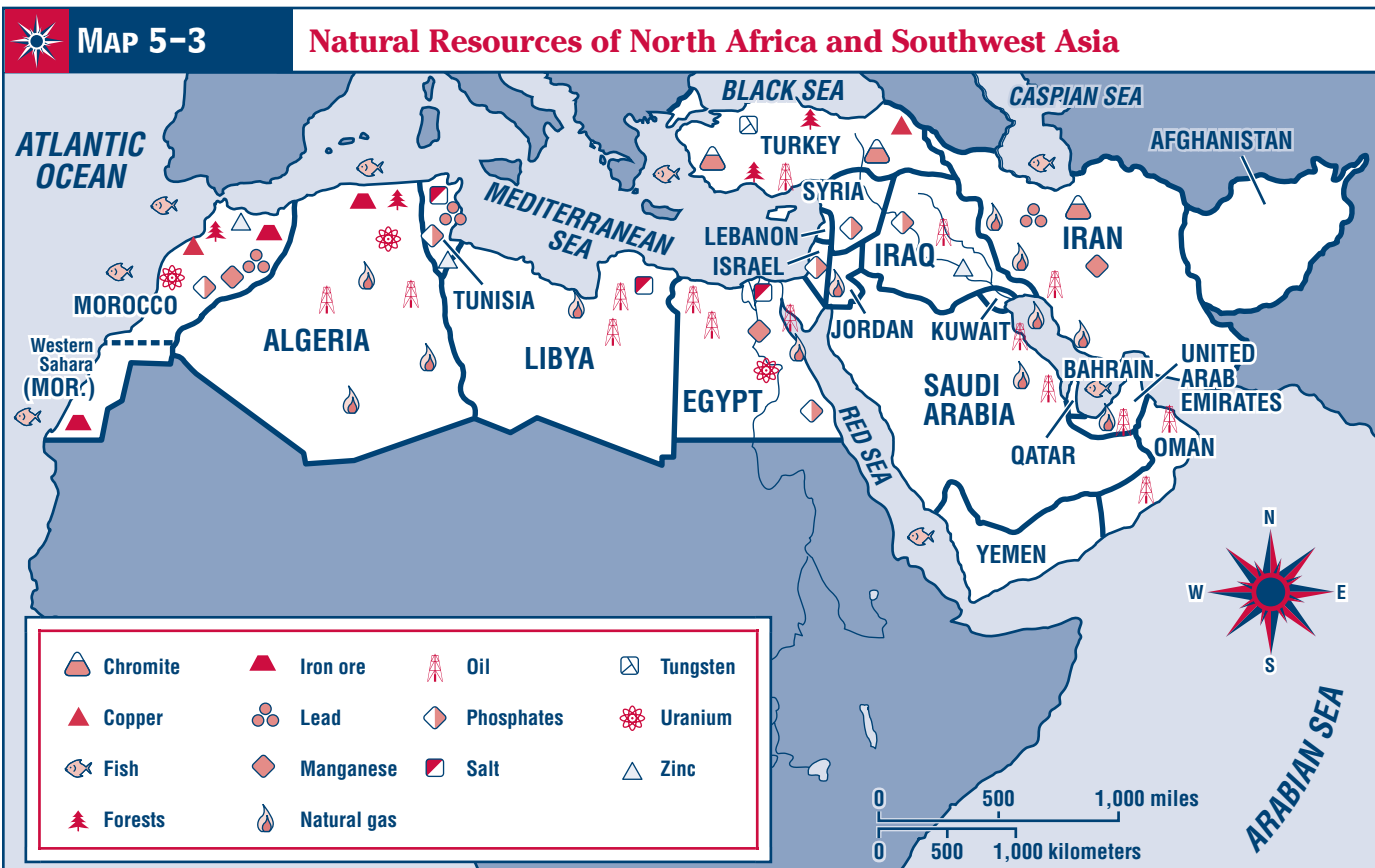 MAP 5–3
Natural Resources of North Africa and Southwest Asia
BLACK SEA
CASPIAN SEA
ATLANTIC
OCEAN
AFGHANISTAN
TURKEY
SYRIA
MEDITERRANEAN
SEA
LEBANON
ISRAEL
IRAQ
IRAN
MOROCCO
TUNISIA
JORDAN
KUWAIT
ALGERIA
LIBYA
EGYPT
Western
Sahara
(MOR.)
SAUDI
ARABIA
BAHRAIN
UNITED
ARAB
EMIRATES
RED SEA
QATAR
OMAN
YEMEN
N
W
E
S
Chromite
Iron ore
Oil
Tungsten
Copper
Lead
Phosphates
Uranium
Fish
Manganese
Salt
Zinc
Forests
Natural gas
0 500 1,000 miles
0 500 1,000 kilometers
ARABIAN SEA